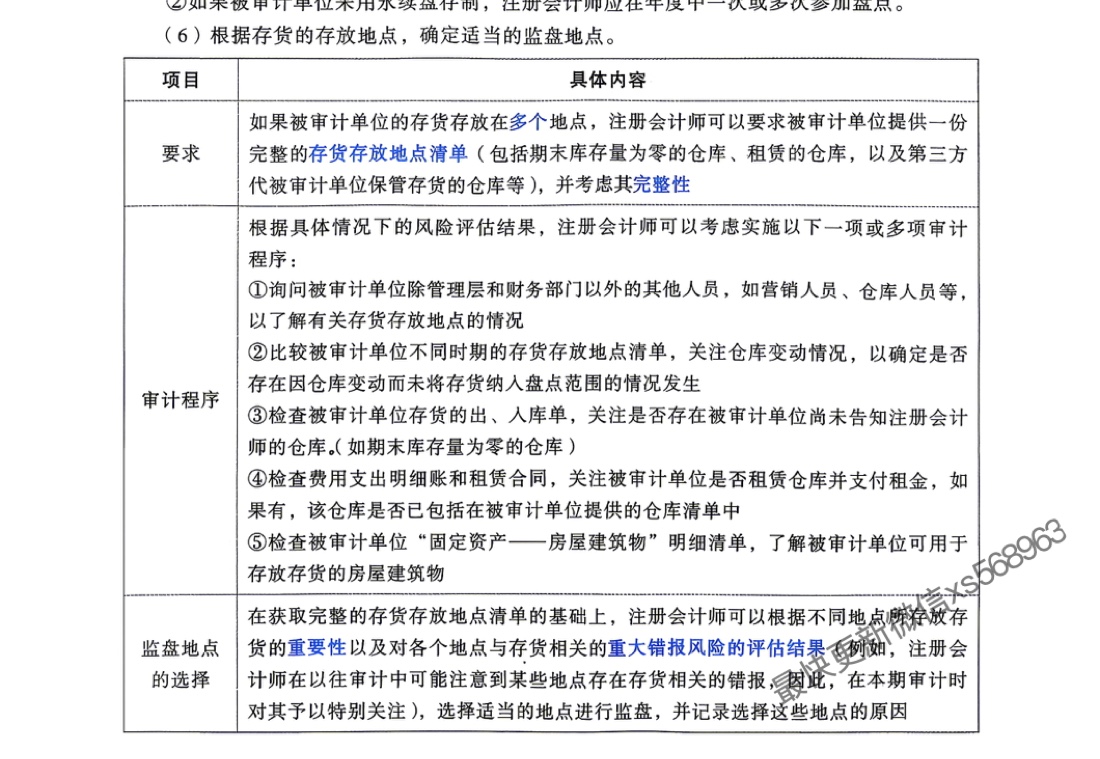 ②如果被审计单位采用永续盘存制，注册会计师应在年度中一次或多次参加盘点。
（6）根据存货的存放地点，确定适当的监盘地点。
项目 具体内容
要求
如果被审计单位的存货存放在多个地点，注册会计师可以要求被审计单位提供一份
完整的存货存放地点清单（包括期末库存量为零的仓库、租赁的仓库，以及第三方
代被审计单位保管存货的仓库等），并考虑其完整性
审计程序
根据具体情况下的风险评估结果，注册会计师可以考虑实施以下一项或多项审计
程序：
①询问被审计单位除管理层和财务部门以外的其他人员，如营销人员、仓库人员等，
以了解有关存货存放地点的情况
②比较被审计单位不同时期的存货存放地点清单，关注仓库变动情况，以确定是否
存在因仓库变动而未将存货纳入盘点范围的情况发生
③检查被审计单位存货的出、入库单，关注是否存在被审计单位尚未告知注册会计
师的仓库。（如期末库存量为零的仓库）
④检查费用支出明细账和租赁合同，关注被审计单位是否租赁仓库并支付租金，如
果有，该仓库是否已包括在被审计单位提供的仓库清单中
⑤检查被审计单位“固定资产——房屋建筑物”明细清单，了解被审计单位可用于
存放存货的房屋建筑物
监盘地点
的选择
在获取完整的存货存放地点清单的基础上，注册会计师可以根据不同地点所存放存
货的重要性以及对各个地点与存货相关的重大错报风险的评估结果（例如，注册会
计师在以往审计中可能注意到某些地点存在存货相关的错报，因此，在本期审计时
对其予以特别关注），选择适当的地点进行监盘，并记录选择这些地点的原因
最快更新微信xs568963